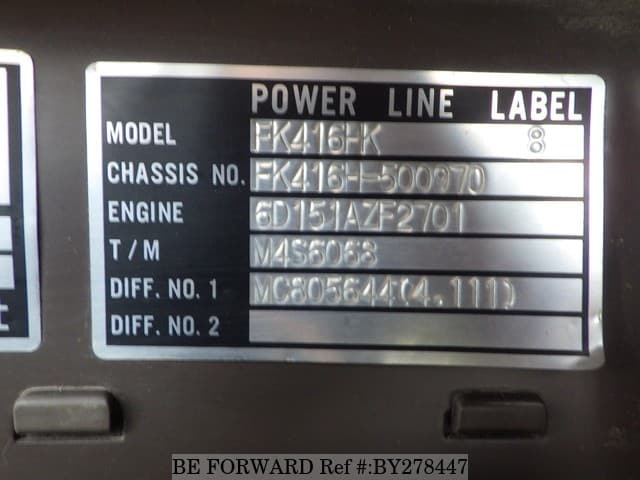 POWER LINE LABEL
MODEL FK416HK 8
CHASSIS NO. FK416H-500970
ENGINE 6D151AZF2701
T/M M4S6068
DIFF. NO. 1 MC805644(4.111)
DIFF. NO. 2
BE FORWARD Ref #:BY278447